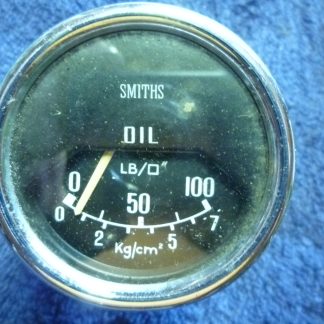 SMITHS
OIL
LB/□"
0 50 100
0 2 5 7
Kg/cm²